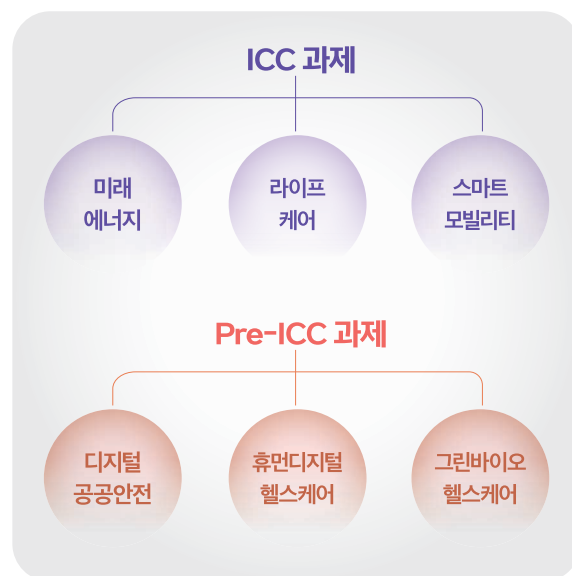 ICC 과제
미래
에너지
라이프
케어
스마트
모빌리티
Pre-ICC 과제
디지털
공공안전
휴먼디지털
헬스케어
그린바이오
헬스케어